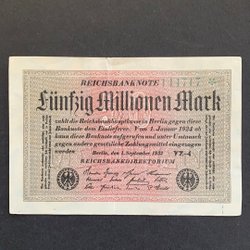 REICHSBANKNOTE
Fünfzig Millionen Mark
zahlt die Reichsbankhauptkasse in Berlin gegen diese
Banknote dem Einlieferer. Vom 1. Januar 1924 ab
kann diese Banknote aufgerufen und unter Umtausch
gegen andere gesetzliche Zahlungsmittel eingezogen werden
Berlin, den 1. September 1923 VZ-4
REICHSBANKDIREKTORIUM